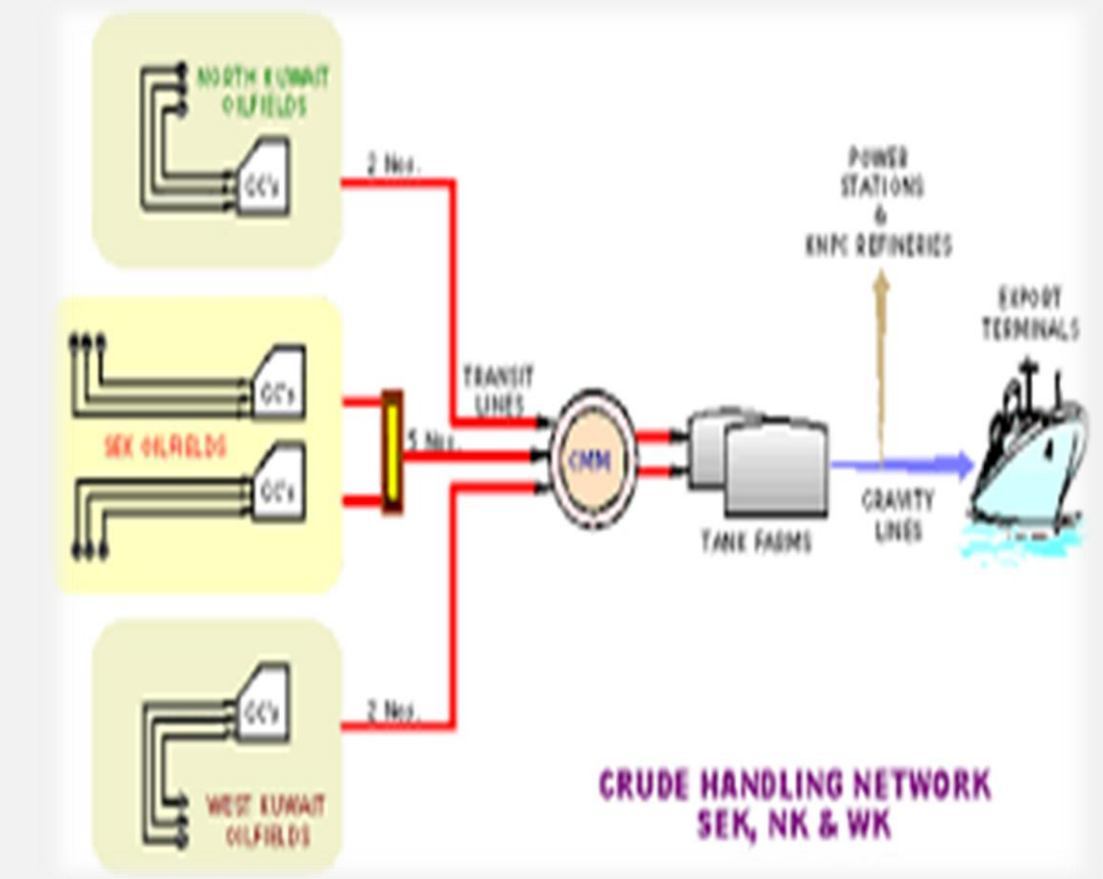 NORTH KUWAIT
OILFIELDS
GC's
2 Nos.
POWER
STATIONS
&
KNPC REFINERIES
EXPORT
TERMINALS
GC's
TRANSIT
LINES
SEK OILFIELDS
5 Nos.
CMM
GC's
GRAVITY
LINES
TANK FARMS
GC's
2 Nos.
WEST KUWAIT
OILFIELDS
CRUDE HANDLING NETWORK
SEK, NK & WK